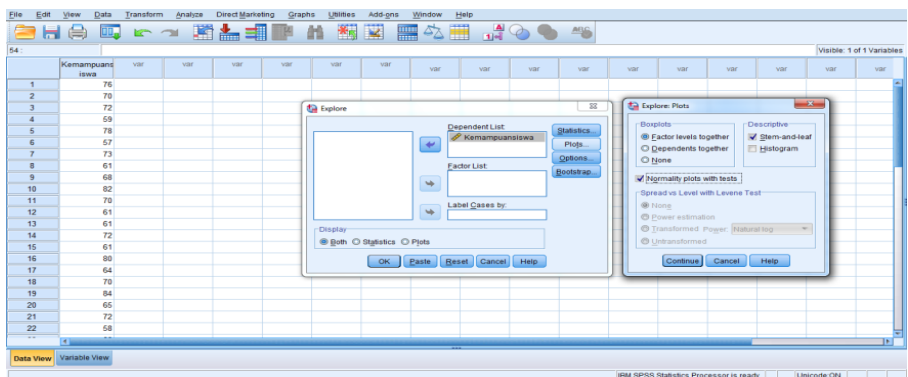 File Edit View Data Transform Analyze Direct Marketing Graphs Utilities Add-ons Window Help
54 :
Visible: 1 of 1 Variables
Kemampuans
iswa
var var var var var var var var var var var var var var var
1 76
2 70
3 72
4 59
5 78
6 57
7 73
8 61
9 68
10 82
11 70
12 61
13 61
14 72
15 61
16 80
17 64
18 70
19 84
20 65
21 72
22 58
Explore
Dependent List:
Kemampuansiswa
Factor List:
Label Cases by:
Statistics...
Plots...
Options...
Bootstrap...
Display
Both Statistics Plots
OK Paste Reset Cancel Help
Explore: Plots
Boxplots
Factor levels together
Dependents together
None
Descriptive
Stem-and-leaf
Histogram
Normality plots with tests
Spread vs Level with Levene Test
None
Power estimation
Transformed Power: Natural log
Untransformed
Continue Cancel Help
Data View Variable View
IBM SPSS Statistics Processor is ready
Unicode:ON